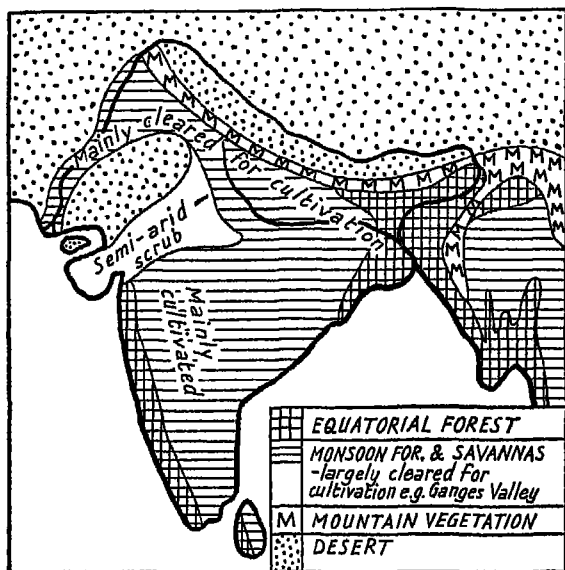 Mainly cleared for cultivation
Semi-arid-
scrub
Mainly
cultivated
EQUATORIAL FOREST
MONSOON FOR, & SAVANNAS
-largely cleared for
cultivation e.g. Ganges Valley
M MOUNTAIN VEGETATION
DESERT
M M M M M M M M M M M M M M M M M M M M M M M M M M